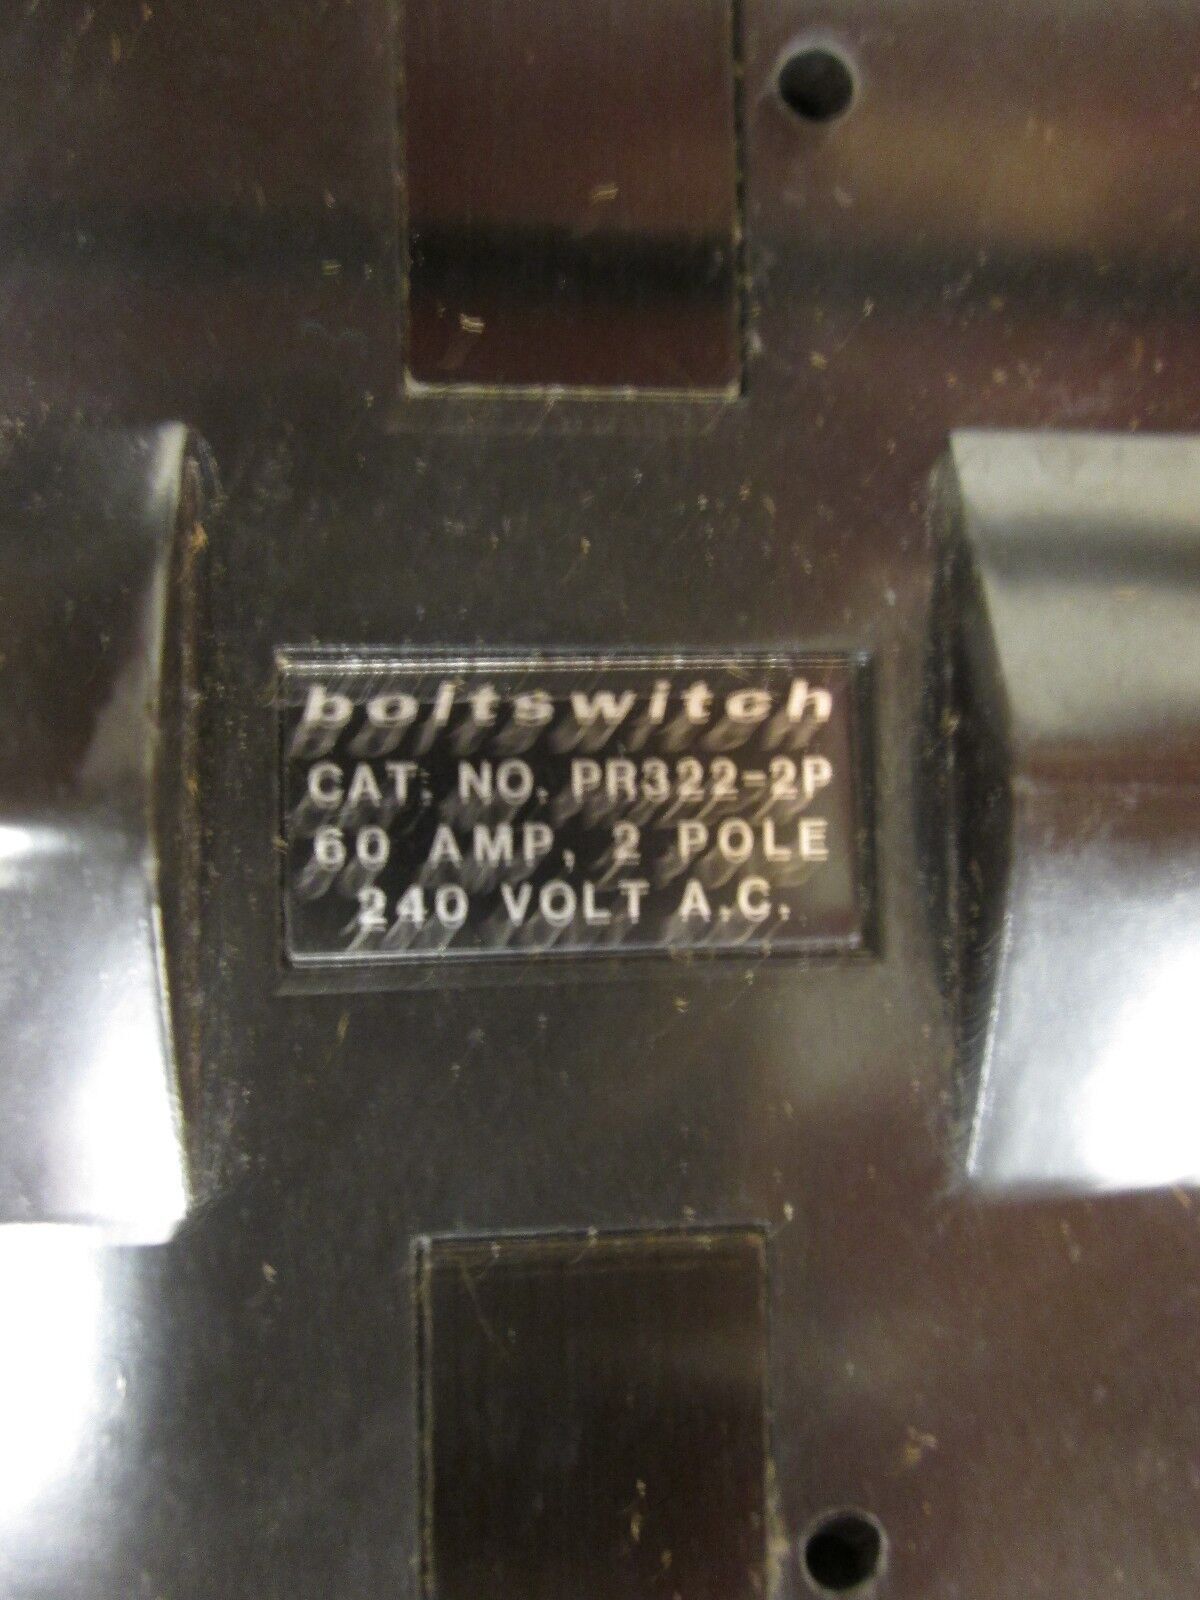 boltswitch
CAT. NO. PR322-2P
60 AMP, 2 POLE
240 VOLT A.C.